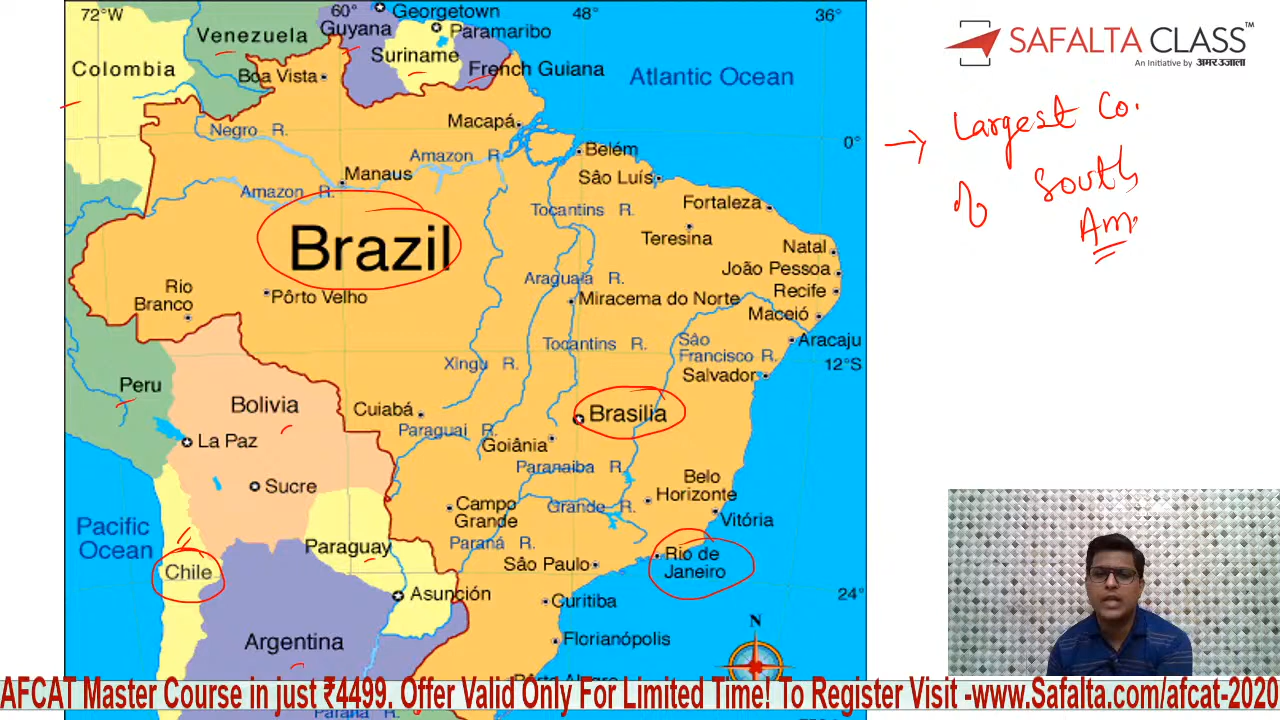 72°W
60°
48°
36°
Georgetown
Venezuela
Guyana
Paramaribo
Suriname
Colombia
Boa Vista
French Guiana
Atlantic Ocean
SAFALTA CLASS™
An Initiative by अमर उजाला
→ Largest Co.
of South
Am.
Negro R.
Macapá
0°
Amazon R.
Belém
Manaus
São Luís
Amazon R.
Tocantins R.
Fortaleza
Teresina
Brazil
Natal
João Pessoa
Araguaia R.
Recife
Rio
Branco
Pôrto Velho
Miracema do Norte
Maceió
Tocantins R.
São
Francisco R.
Aracaju
Xingu R.
12°S
Salvador
Peru
Bolivia
Cuiabá
Brasilia
Paraguai R.
La Paz
Goiânia
Paranaiba R.
Sucre
Belo
Horizonte
Campo
Grande
Grande R.
Vitória
Pacific
Ocean
Paraguay
Paraná R.
Rio de
Janeiro
Chile
São Paulo
Asunción
Curitiba
24°
N
Argentina
Florianópolis
Pôrto Alegre
AFCAT Master Course in just ₹4499. Offer Valid Only For Limited Time! To Register Visit -www.Safalta.com/afcat-2020
Paraná R.